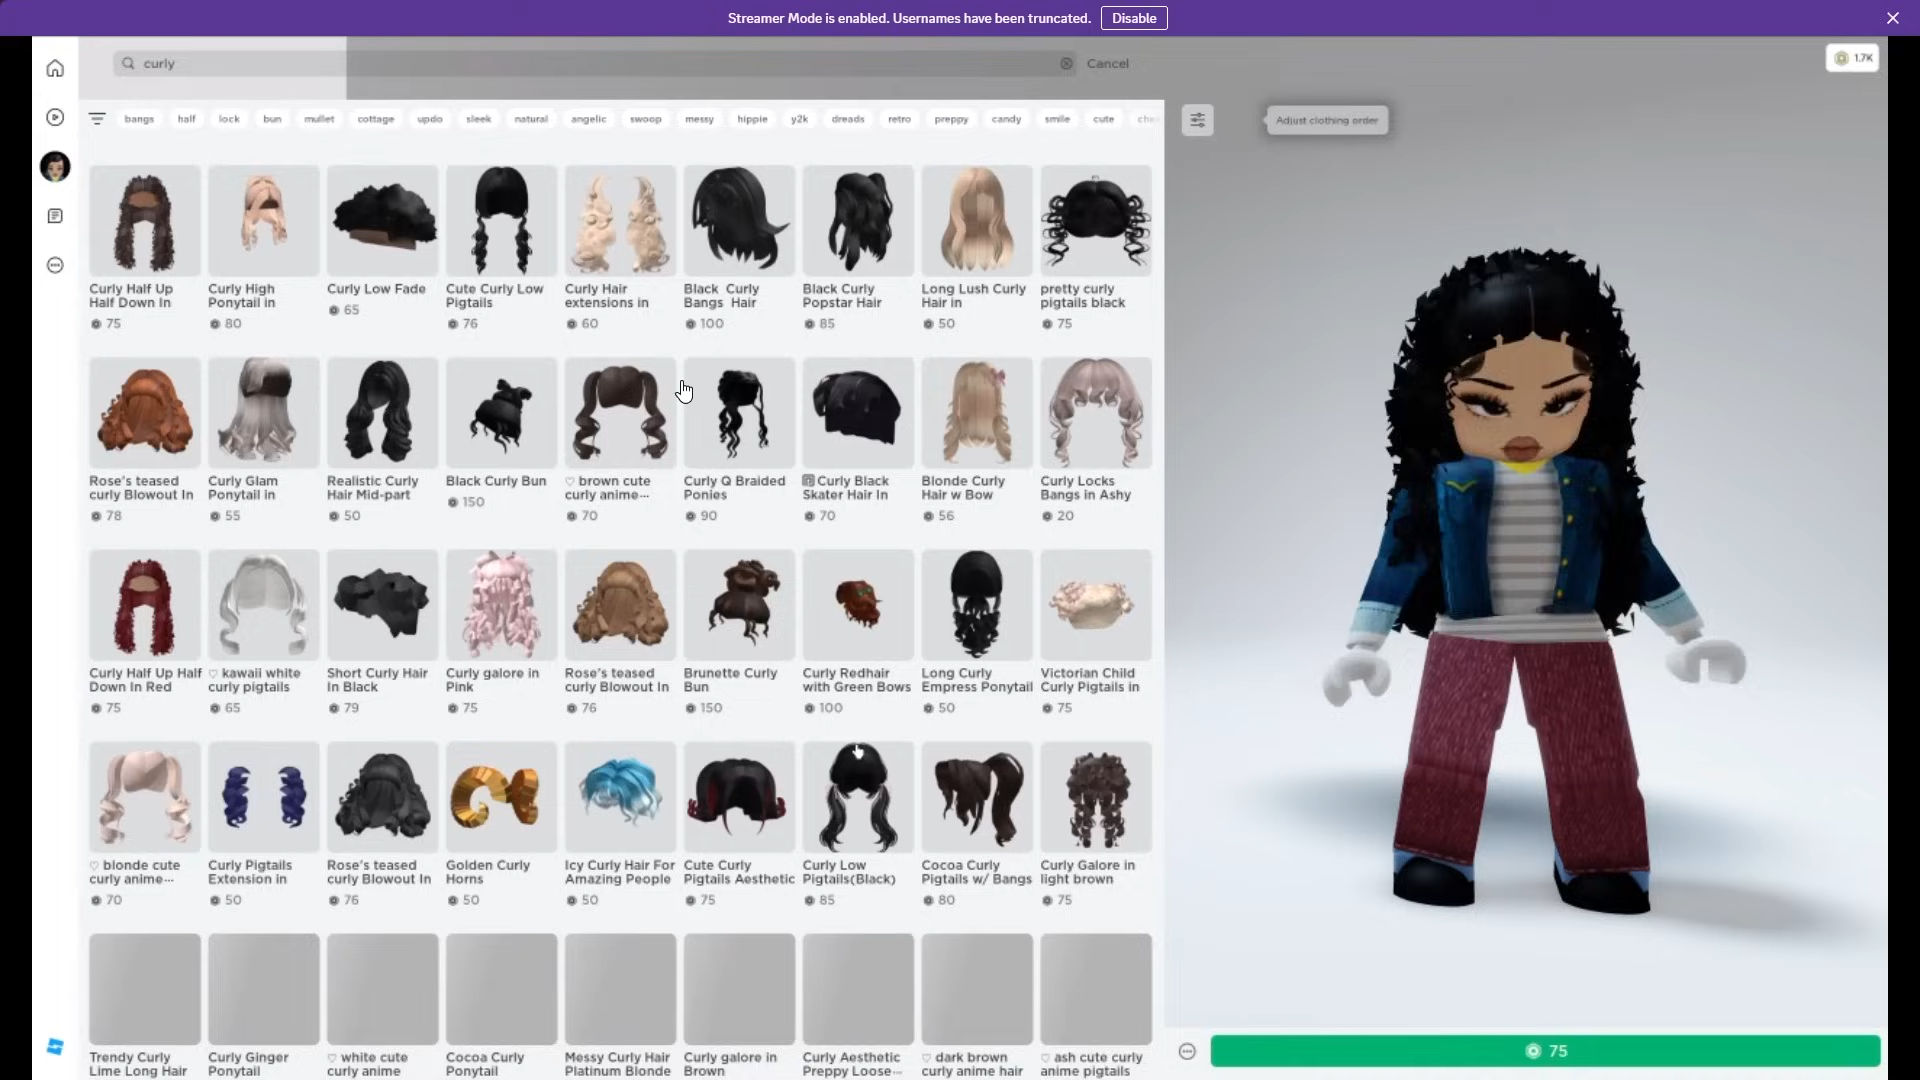 Streamer Mode is enabled. Usernames have been truncated. Disable
curly Cancel
1.7K
bangs half lock bun mullet cottage updo sleek natural angelic swoop messy hippie y2k dreads retro preppy candy smile cute
Adjust clothing order
Curly Half Up
Half Down In
75
Curly High
Ponytail in
80
Curly Low Fade
65
Cute Curly Low
Pigtails
76
Curly Hair
extensions in
60
Black Curly
Bangs Hair
100
Black Curly
Popstar Hair
85
Long Lush Curly
Hair in
50
pretty curly
pigtails black
75
Rose's teased
curly Blowout In
78
Curly Glam
Ponytail in
55
Realistic Curly
Hair Mid-part
50
Black Curly Bun
150
♡ brown cute
curly anime...
70
Curly Q Braided
Ponies
90
Curly Black
Skater Hair In
70
Blonde Curly
Hair w Bow
56
Curly Locks
Bangs in Ashy
20
Curly Half Up Half
Down In Red
75
♡ kawaii white
curly pigtails
65
Short Curly Hair
In Black
79
Curly galore in
Pink
75
Rose's teased
curly Blowout In
76
Brunette Curly
Bun
150
Curly Redhair
with Green Bows
100
Long Curly
Empress Ponytail
50
Victorian Child
Curly Pigtails in
75
♡ blonde cute
curly anime...
70
Curly Pigtails
Extension in
50
Rose's teased
curly Blowout In
76
Golden Curly
Horns
50
Icy Curly Hair For
Amazing People
50
Cute Curly
Pigtails Aesthetic
75
Curly Low
Pigtails(Black)
85
Cocoa Curly
Pigtails w/ Bangs
80
Curly Galore in
light brown
75
Trendy Curly
Lime Long Hair
Curly Ginger
Ponytail
♡ white cute
curly anime
Cocoa Curly
Ponytail
Messy Curly Hair
Platinum Blonde
Curly galore in
Brown
Curly Aesthetic
Preppy Loose...
♡ dark brown
curly anime hair
♡ ash cute curly
anime pigtails
75